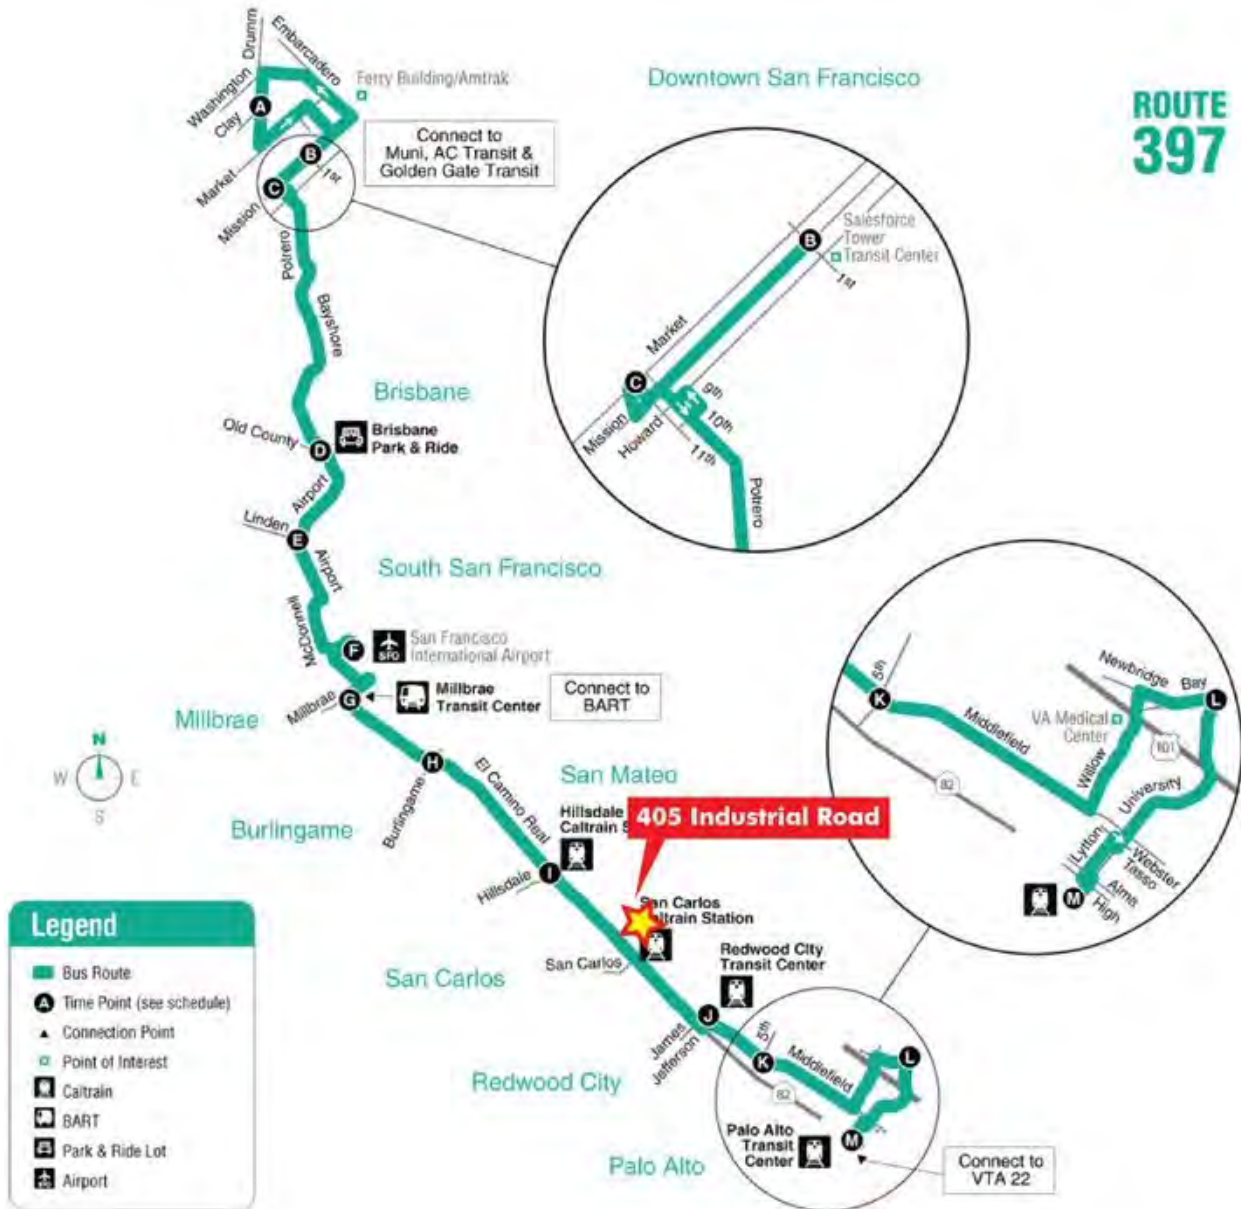 ROUTE
397
Downtown San Francisco
Drumm
Embarcadero
Washington
Clay
A
Ferry Building/Amtrak
Connect to
Muni, AC Transit &
Golden Gate Transit
B
1st
C
Market
Mission
Potrero
Bayshore
Salesforce
Tower
Transit Center
B
1st
Market
C
Mission
Howard
9th
10th
11th
Potrero
Brisbane
Old County
D
Brisbane
Park & Ride
Airport
Linden
E
Airport
South San Francisco
McDonnell
F
SFO
San Francisco
International Airport
Millbrae
G
Millbrae
Transit Center
Connect to
BART
Millbrae
N
W E
S
H
Burlingame
El Camino Real
San Mateo
Burlingame
Hillsdale
Caltrain S
405 Industrial Road
I
Hillsdale
San Carlos
Caltrain Station
San Carlos
San Carlos
Redwood City
Transit Center
J
James
Jefferson
5th
K
Middlefield
L
82
Redwood City
Palo Alto
Transit
Center
M
Palo Alto
Connect to
VTA 22
5th
K
Middlefield
82
Newbridge
Bay
L
VA Medical
Center
101
Willow
University
Lytton
Webster
Tasso
Alma
High
M
Legend
Bus Route
A Time Point (see schedule)
Connection Point
Point of Interest
Caltrain
BART
Park & Ride Lot
Airport